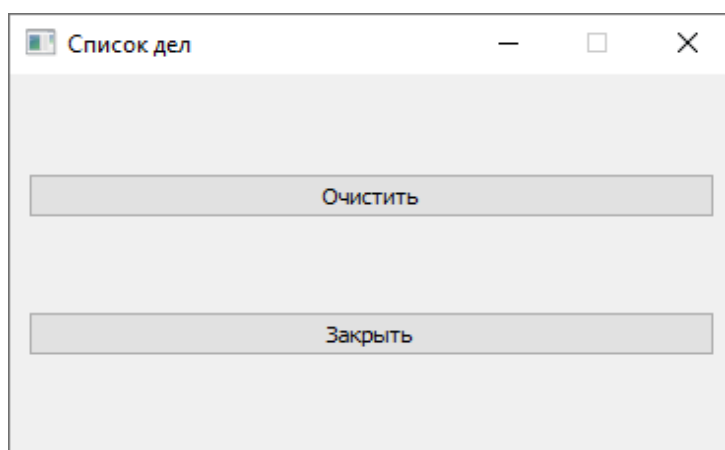 Список дел
Очистить
Закрыть